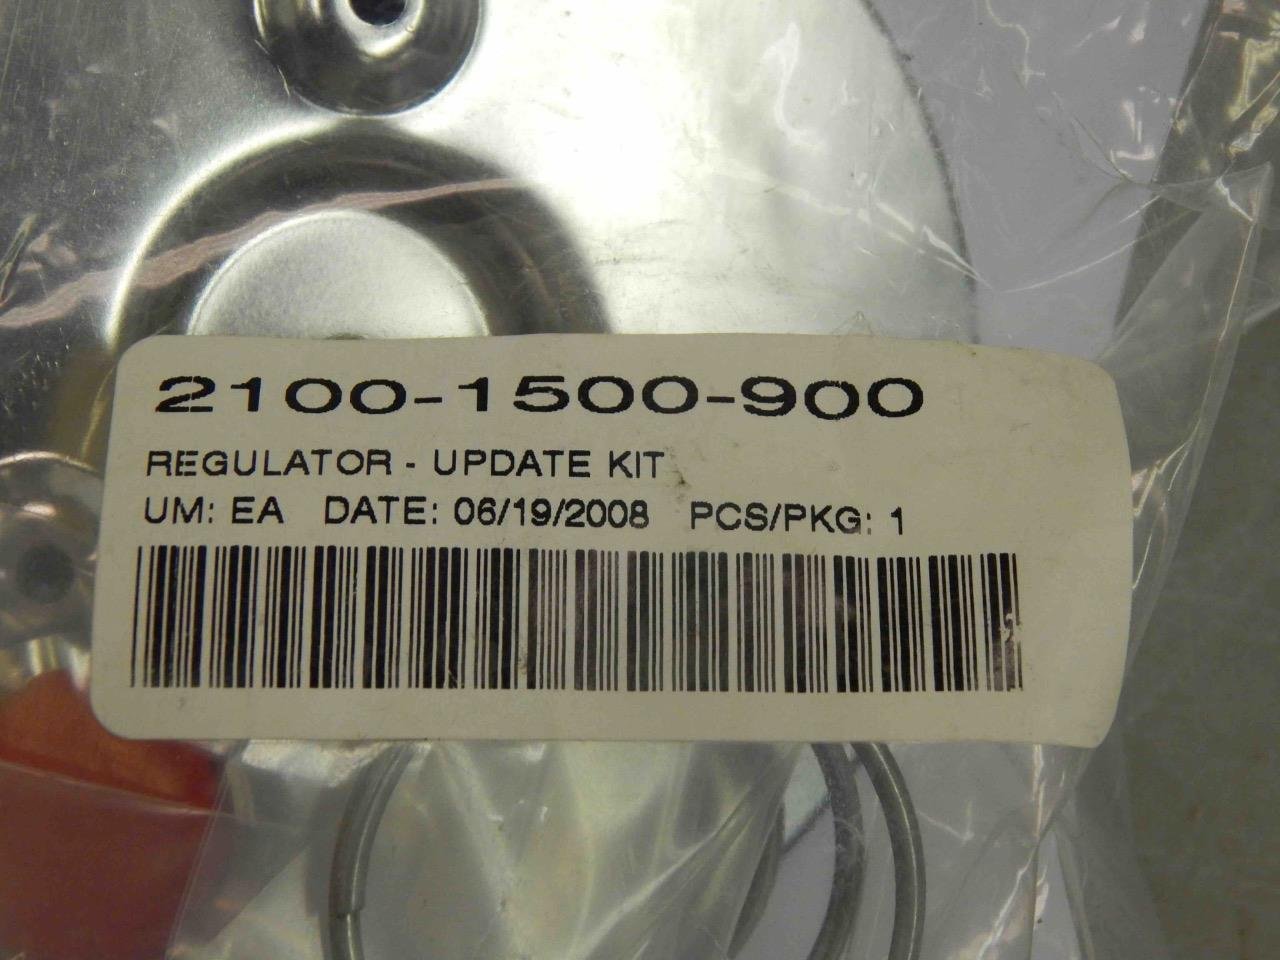 2100-1500-900
REGULATOR - UPDATE KIT
UM: EA DATE: 06/19/2008 PCS/PKG: 1